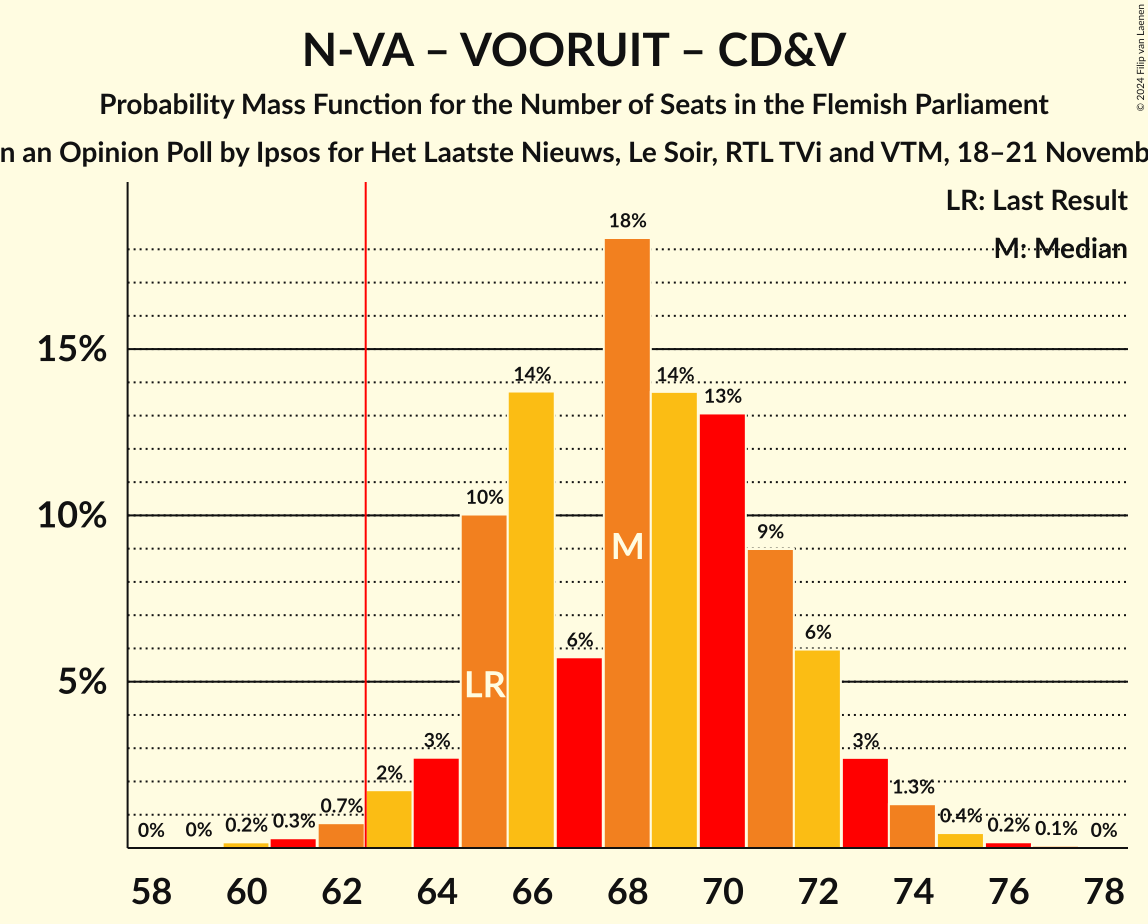 © 2024 Filip van Laenen
N-VA – VOORUIT – CD&V
Probability Mass Function for the Number of Seats in the Flemish Parliament
n an Opinion Poll by Ipsos for Het Laatste Nieuws, Le Soir, RTL TVi and VTM, 18–21 Novemb
LR: Last Result
M: Median
15%
10%
5%
0% 0% 0.2% 0.3% 0.7% 2% 3% 10% 14% 6% 18% 14% 13% 9% 6% 3% 1.3% 0.4% 0.2% 0.1% 0%
LR
M
58 60 62 64 66 68 70 72 74 76 78